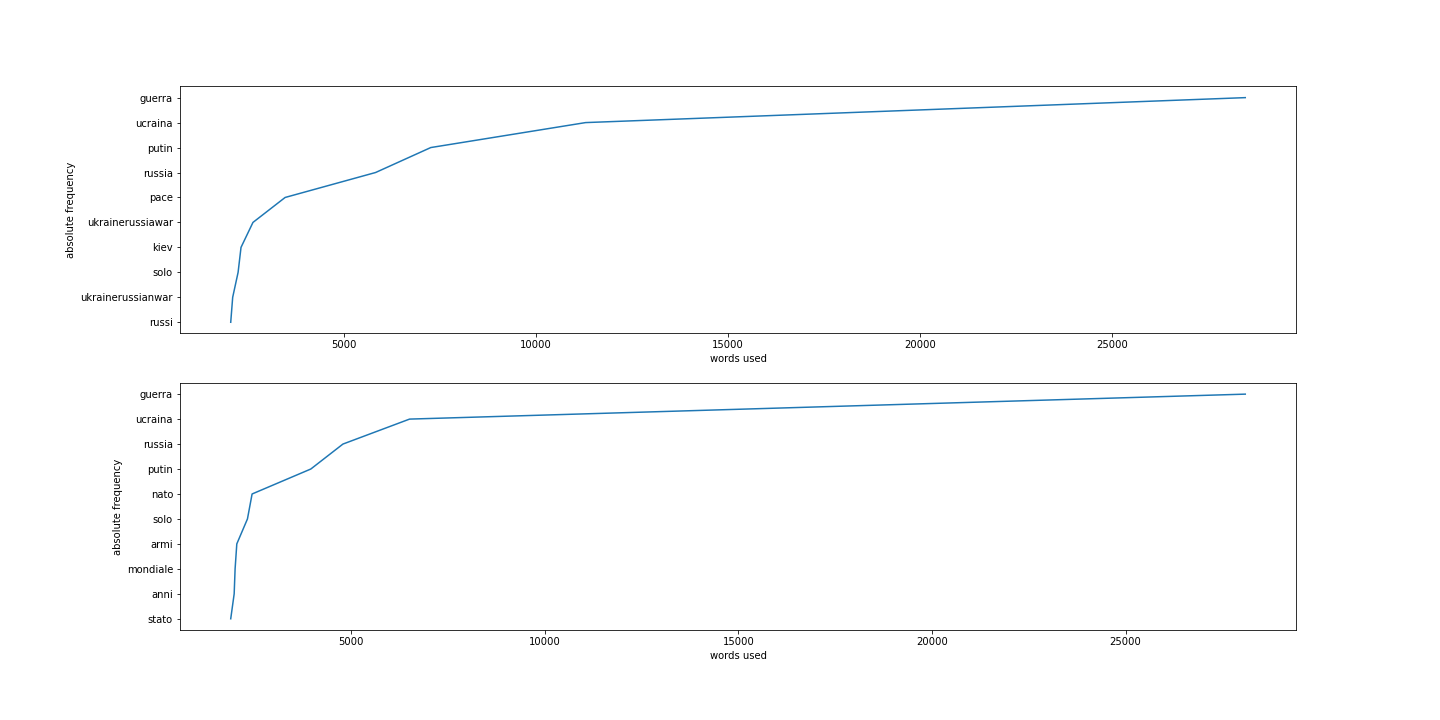 guerra
ucraina
putin
russia
pace
ukrainerussiawar
kiev
solo
ukrainerussianwar
russi
absolute frequency
5000 10000 15000 20000 25000
words used
guerra
ucraina
russia
putin
nato
solo
armi
mondiale
anni
stato
absolute frequency
5000 10000 15000 20000 25000
words used